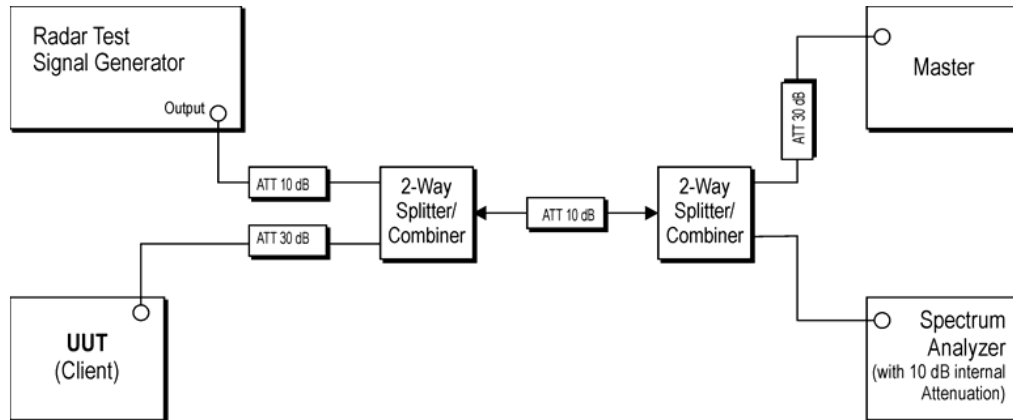 Radar Test
Signal Generator
Output
Master
ATT 30 dB
ATT 10 dB
2-Way
Splitter/
Combiner
ATT 10 dB
2-Way
Splitter/
Combiner
ATT 30 dB
UUT
(Client)
Spectrum
Analyzer
(with 10 dB internal
Attenuation)